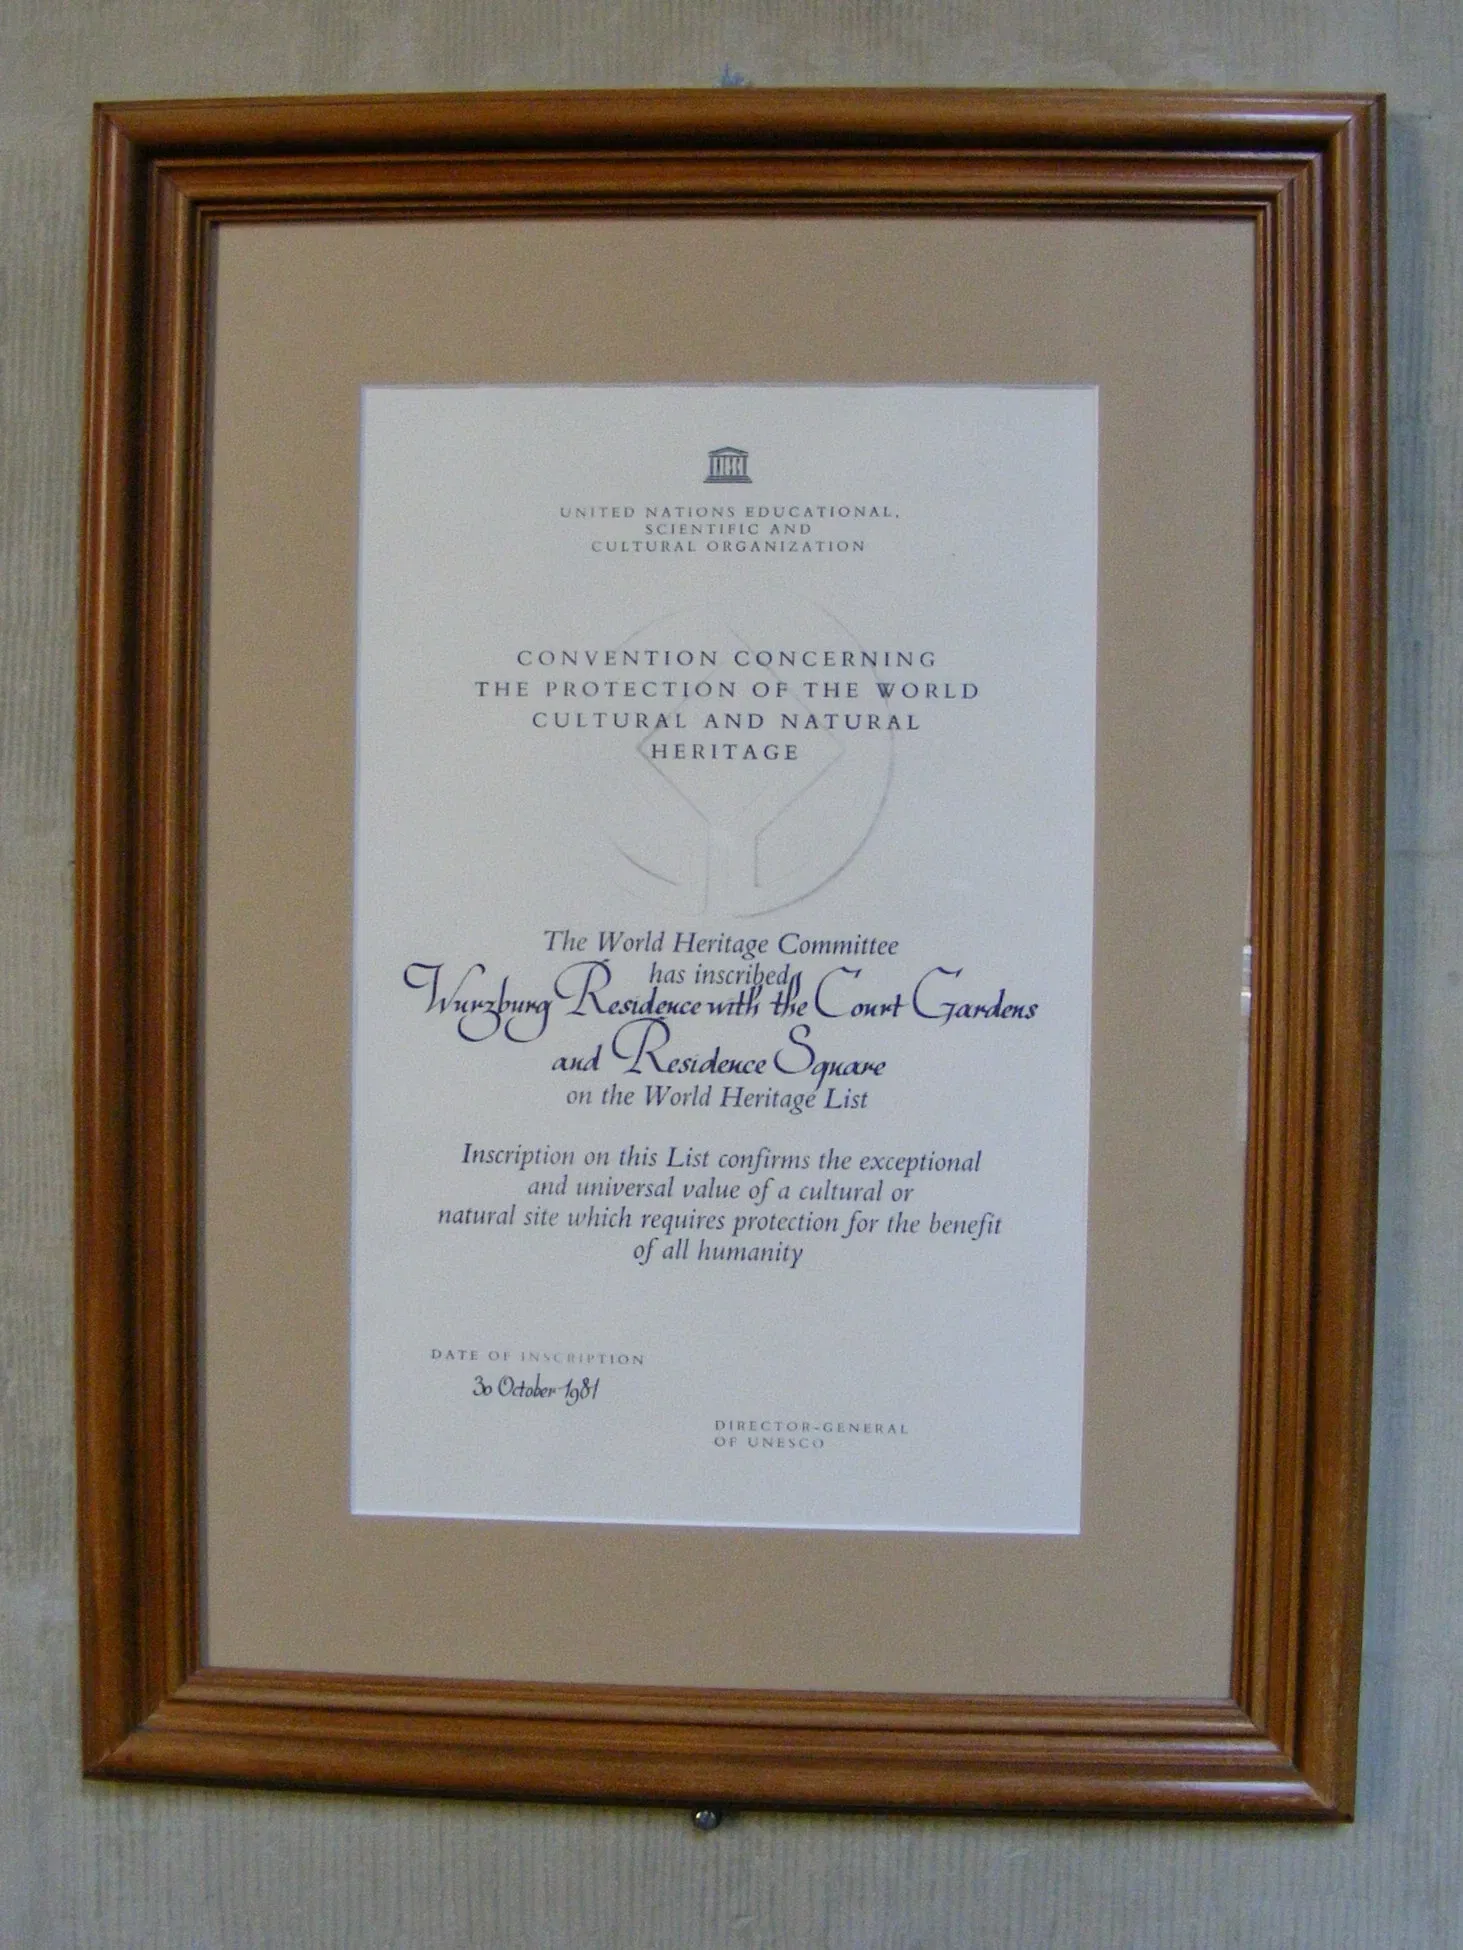 UNITED NATIONS EDUCATIONAL,
SCIENTIFIC AND
CULTURAL ORGANIZATION
CONVENTION CONCERNING
THE PROTECTION OF THE WORLD
CULTURAL AND NATURAL
HERITAGE
The World Heritage Committee
has inscribed
Wurzburg Residence with the Court Gardens
and Residence Square
on the World Heritage List
Inscription on this List confirms the exceptional
and universal value of a cultural or
natural site which requires protection for the benefit
of all humanity
DATE OF INSCRIPTION
30 October 1981
DIRECTOR-GENERAL
OF UNESCO